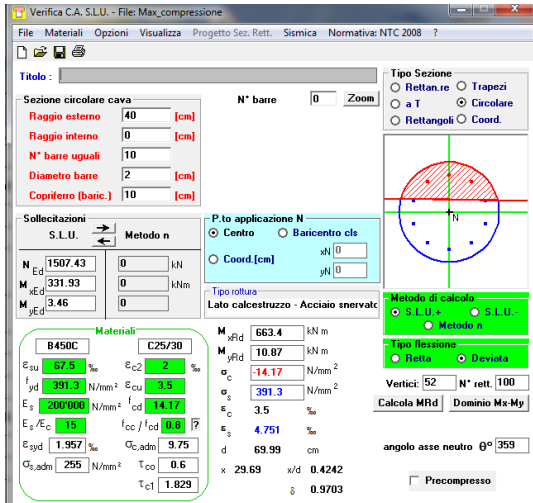 Verifica C.A. S.L.U. - File: Max_compressione
File Materiali Opzioni Visualizza Progetto Sez. Rett. Sismica Normativa: NTC 2008 ?
Titolo :
Tipo Sezione
Rettan.re Trapezi
a T Circolare
Rettangoli Coord.
Sezione circolare cava
N° barre 0 Zoom
Raggio esterno 40 [cm]
Raggio interno 0 [cm]
N° barre uguali 10
Diametro barre 2 [cm]
Copriferro (baric.) 10 [cm]
N
Sollecitazioni
S.L.U. Metodo n
N Ed 1507.43 0 kN
M xEd 331.93 0 kNm
M yEd 3.46 0
P.to applicazione N
Centro Baricentro cls
Coord.[cm] xN 0
yN 0
Tipo rottura
Lato calcestruzzo - Acciaio snervato
Metodo di calcolo
S.L.U.+ S.L.U.-
Metodo n
Tipo flessione
Retta Deviata
Vertici: 52 N° rett. 100
Calcola MRd Dominio Mx-My
angolo asse neutro θ° 359
Precompresso
Materiali
B450C C25/30
εsu 67.5 ‰ εc2 2 ‰
fyd 391.3 N/mm² εcu 3.5
Es 200'000 N/mm² fcd 14.17
Es/Ec 15 fcc / fcd 0.8 ?
εsyd 1.957 ‰ σc,adm 9.75
σs,adm 255 N/mm² τco 0.6
τc1 1.829
M xRd 663.4 kN m
M yRd 10.87 kN m
σc -14.17 N/mm²
σs 391.3 N/mm²
εc 3.5 ‰
εs 4.751 ‰
d 69.99 cm
x 29.69 x/d 0.4242
δ 0.9703